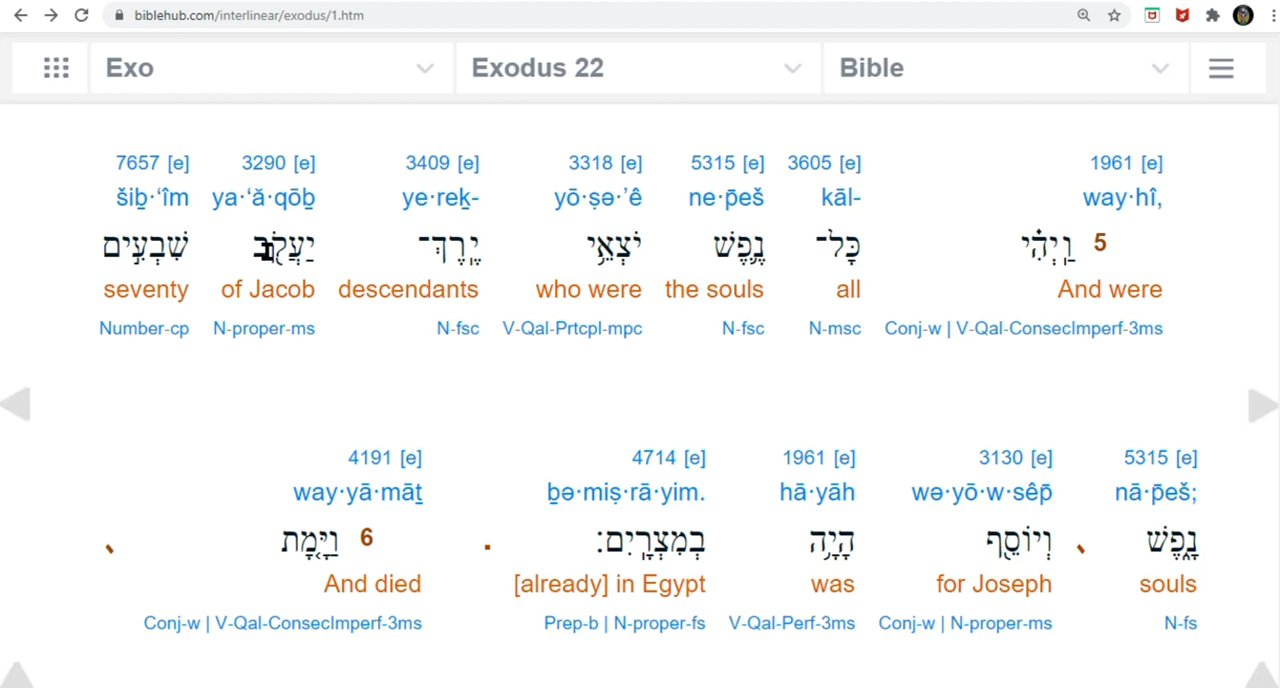 biblehub.com/interlinear/exodus/1.htm
Exo Exodus 22 Bible
7657 [e] 3290 [e] 3409 [e] 3318 [e] 5315 [e] 3605 [e] 1961 [e]
šiḇ·‘îm ya·‘ă·qōḇ ye·reḵ- yō·ṣə·’ê ne·p̄eš kāl- way·hî,
5 וַֽיְהִ֗י כָּל־ נֶ֛פֶשׁ יֹצְאֵ֥י יֶֽרֶךְ־ יַעֲקֹ֖ב שִׁבְעִ֣ים
seventy of Jacob descendants who were the souls all And were
Number-cp N-proper-ms N-fsc V-Qal-Prtcpl-mpc N-fsc N-msc Conj-w | V-Qal-ConsecImperf-3ms
4191 [e] 4714 [e] 1961 [e] 3130 [e] 5315 [e]
way·yā·māṯ ḇə·miṣ·rā·yim. hā·yāh wə·yō·w·sêp̄ nā·p̄eš;
נָ֑פֶשׁ ､ וְיוֹסֵ֖ף הָיָ֥ה בְמִצְרָֽיִם׃ . 6 וַיָּ֤מָת ､
And died [already] in Egypt was for Joseph souls
Conj-w | V-Qal-ConsecImperf-3ms Prep-b | N-proper-fs V-Qal-Perf-3ms Conj-w | N-proper-ms N-fs